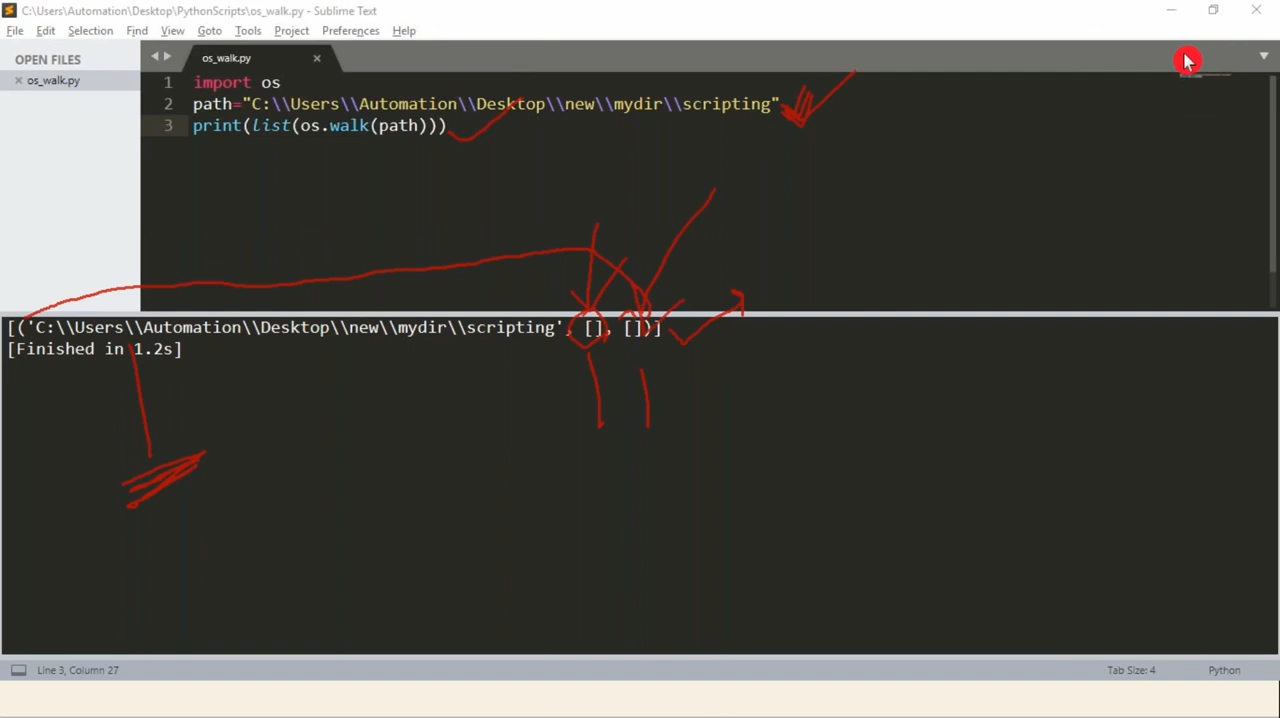 C:\Users\Automation\Desktop\PythonScripts\os_walk.py - Sublime Text
File Edit Selection Find View Goto Tools Project Preferences Help
OPEN FILES
os_walk.py
os_walk.py
1 import os
2 path="C:\\Users\\Automation\\Desktop\\new\\mydir\\scripting"
3 print(list(os.walk(path)))
[('C:\\Users\\Automation\\Desktop\\new\\mydir\\scripting', [], [])]
[Finished in 1.2s]
Line 3, Column 27
Tab Size: 4
Python